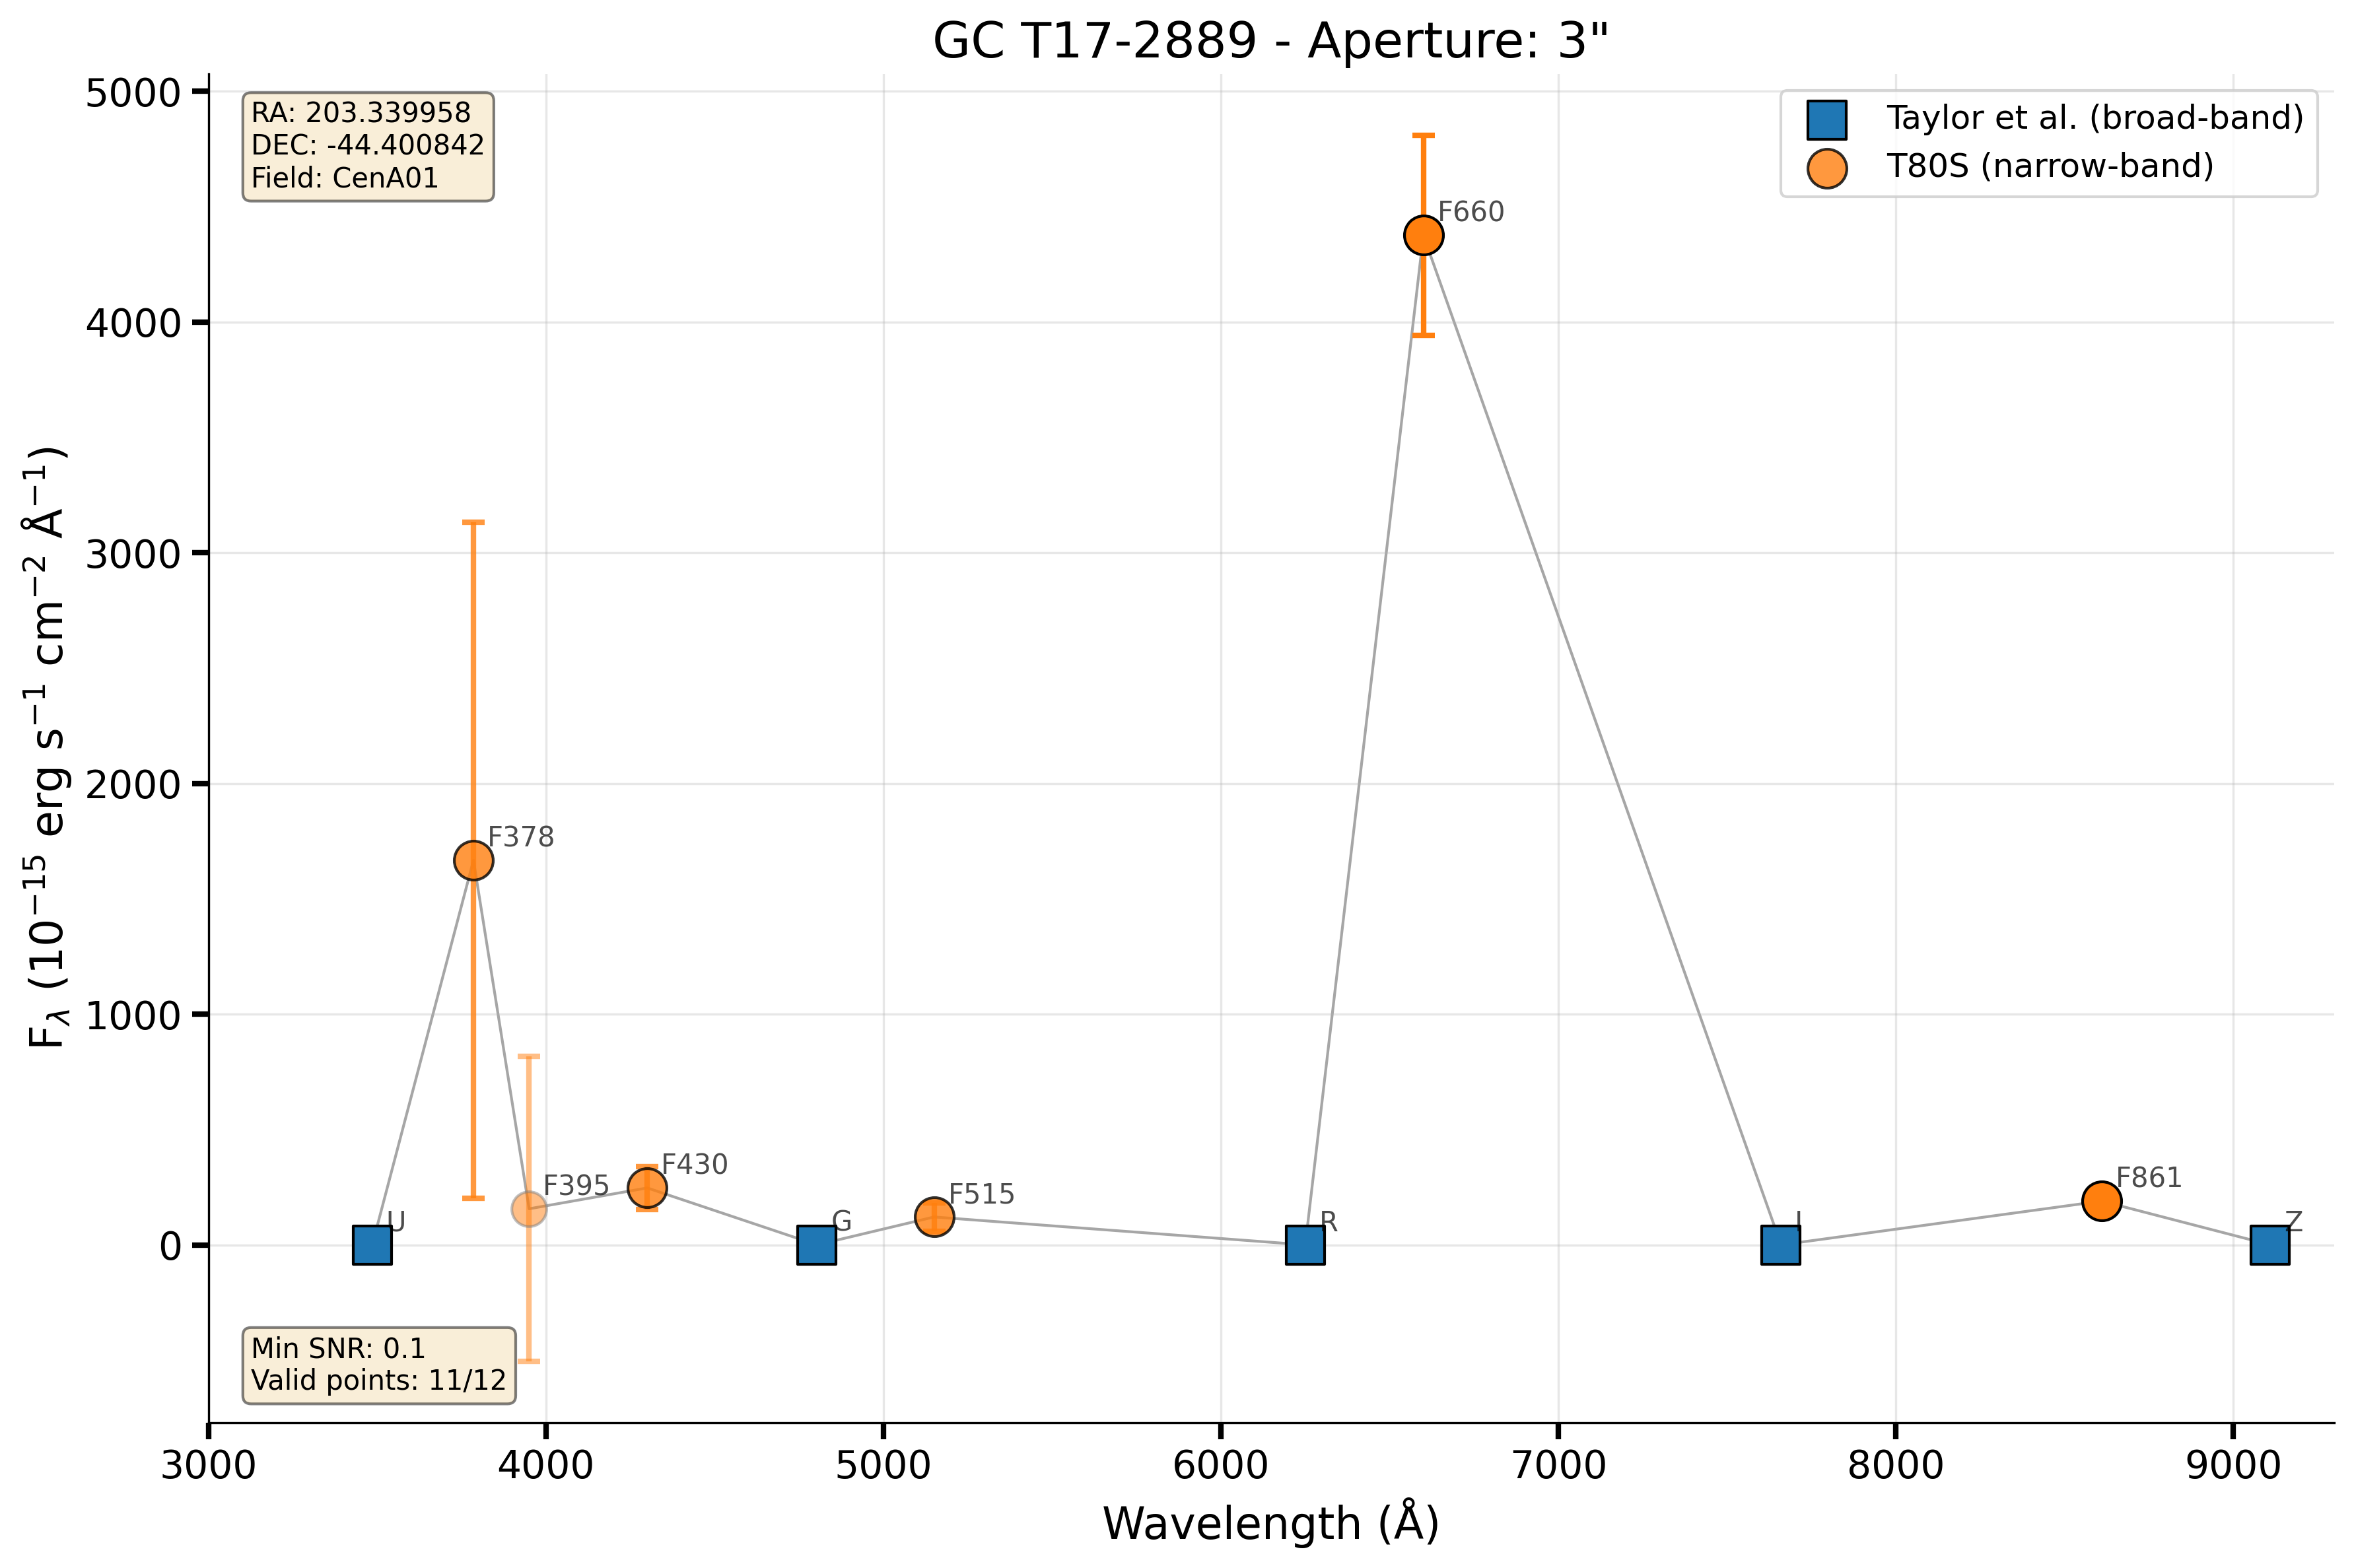 GC T17-2889 - Aperture: 3"
RA: 203.339958
DEC: -44.400842
Field: CenA01
Taylor et al. (broad-band)
T80S (narrow-band)
5000
4000
3000
2000
1000
0
F_λ (10⁻¹⁵ erg s⁻¹ cm⁻² Å⁻¹)
F660
F378
F395
F430
F515
F861
U
G
R
I
Z
Min SNR: 0.1
Valid points: 11/12
3000
4000
5000
6000
7000
8000
9000
Wavelength (Å)